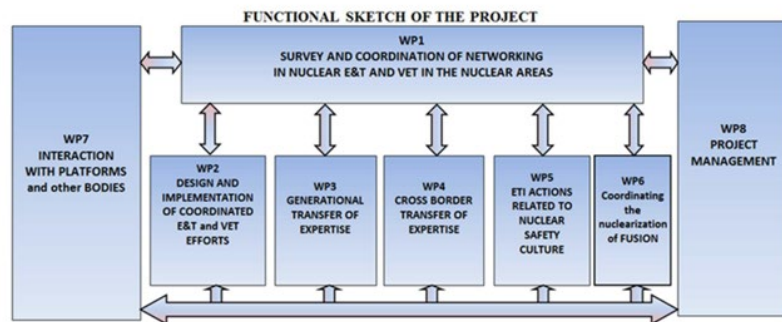 FUNCTIONAL SKETCH OF THE PROJECT
WP1
SURVEY AND COORDINATION OF NETWORKING
IN NUCLEAR E&T AND VET IN THE NUCLEAR AREAS
WP7
INTERACTION
WITH PLATFORMS
and other BODIES
WP2
DESIGN AND
IMPLEMENTATION
OF COORDINATED
E&T and VET
EFFORTS
WP3
GENERATIONAL
TRANSFER OF
EXPERTISE
WP4
CROSS BORDER
TRANSFER OF
EXPERTISE
WP5
ETI ACTIONS
RELATED TO
NUCLEAR
SAFETY
CULTURE
WP6
Coordinating
the
nuclearization
of FUSION
WP8
PROJECT
MANAGEMENT